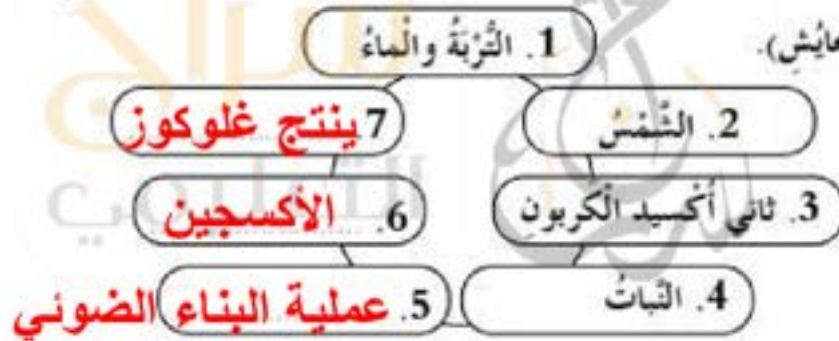 عايُشِ).
1. التُّرْبَةُ والْماءُ
2. الشَّمْسُ
3. ثاني أُكْسيد الْكَربونِ
4. النَّباتُ
5. عملية البناء الضوئي
6. الأكسجين
7. ينتج غلوكوز